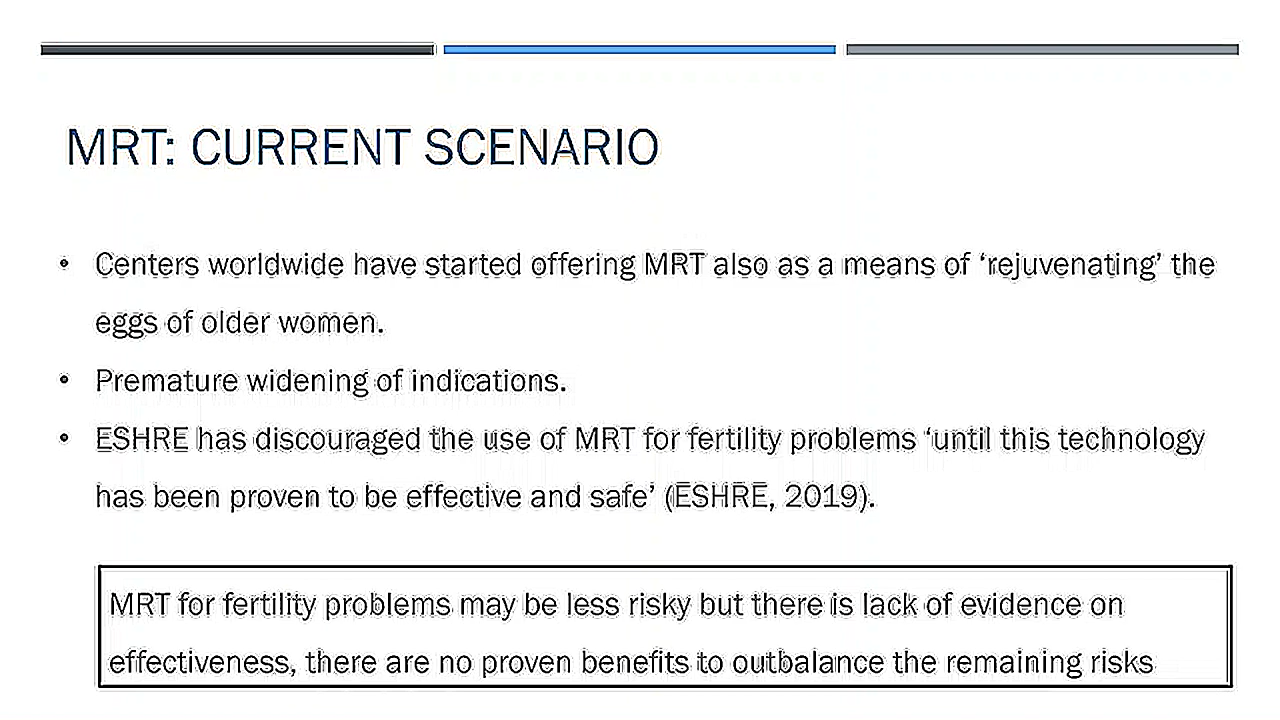 MRT: CURRENT SCENARIO
• Centers worldwide have started offering MRT also as a means of ‘rejuvenating’ the
eggs of older women.
• Premature widening of indications.
• ESHRE has discouraged the use of MRT for fertility problems ‘until this technology
has been proven to be effective and safe’ (ESHRE, 2019).
MRT for fertility problems may be less risky but there is lack of evidence on
effectiveness, there are no proven benefits to outbalance the remaining risks